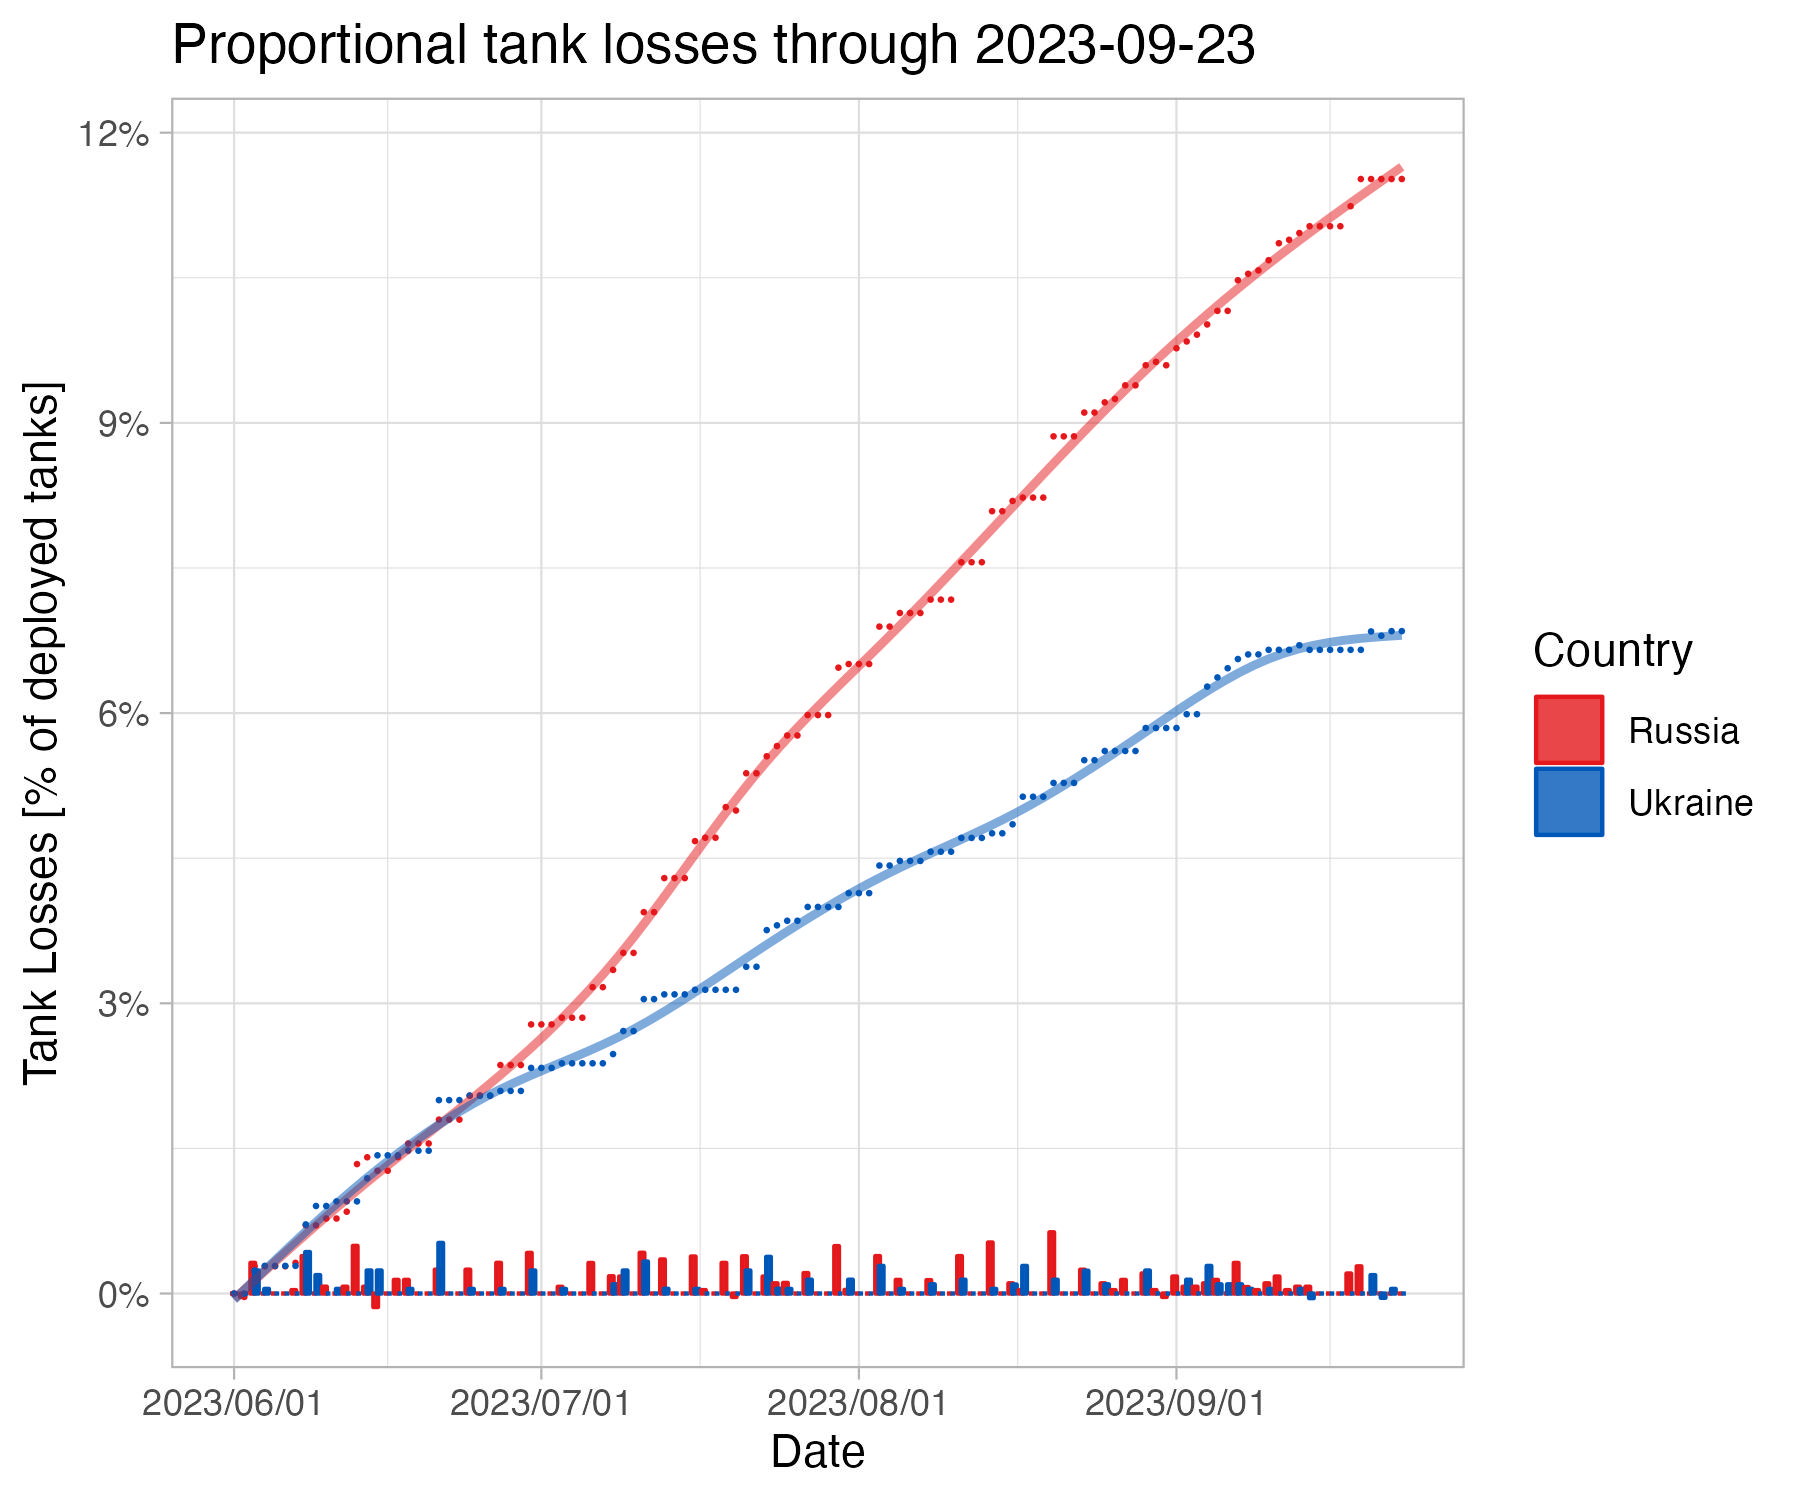 Proportional tank losses through 2023-09-23
12%
9%
6%
3%
0%
Tank Losses [% of deployed tanks]
2023/06/01
2023/07/01
2023/08/01
2023/09/01
Date
Country
Russia
Ukraine